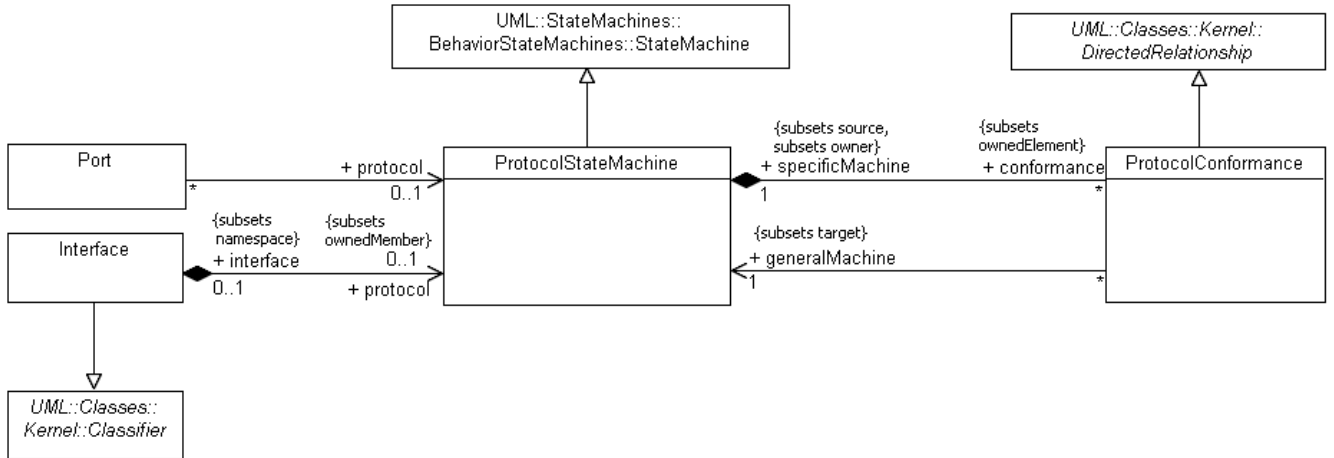 UML::StateMachines::
BehaviorStateMachines::StateMachine
UML::Classes::Kernel::
DirectedRelationship
Port
+ protocol
*
0..1
ProtocolStateMachine
{subsets source,
subsets owner}
+ specificMachine
1
{subsets
ownedElement}
+ conformance
*
ProtocolConformance
Interface
{subsets
namespace}
+ interface
0..1
{subsets
ownedMember}
0..1
+ protocol
{subsets target}
+ generalMachine
1
*
UML::Classes::
Kernel::Classifier